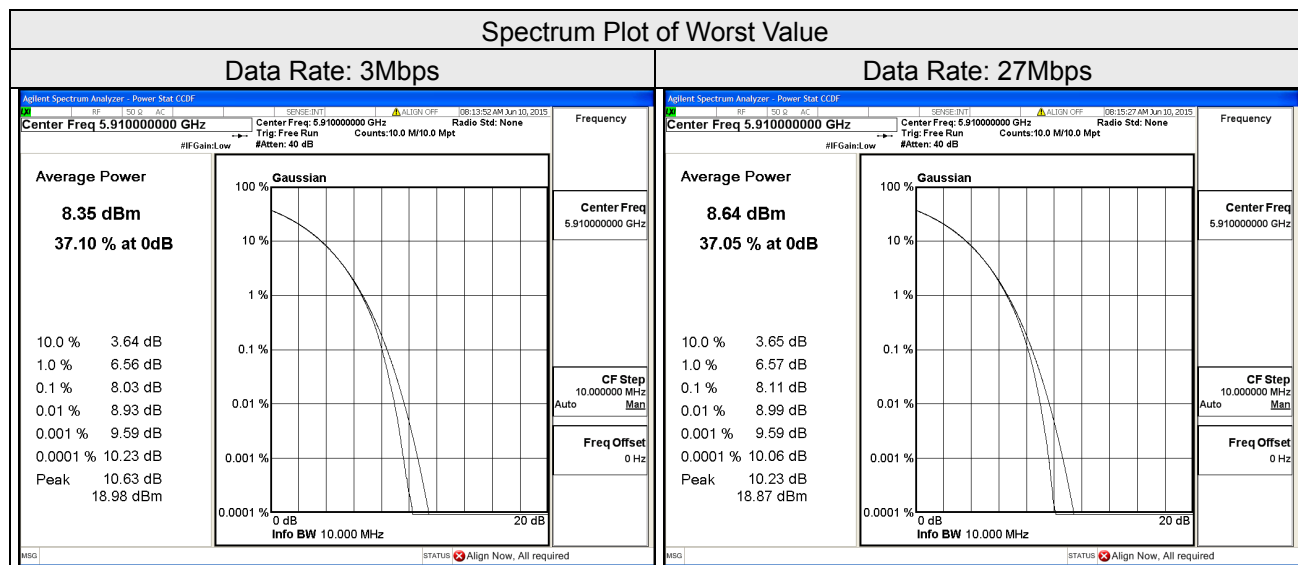 Spectrum Plot of Worst Value
Data Rate: 3Mbps
Agilent Spectrum Analyzer - Power Stat CCDF
RF 50 Ω AC SENSE:INT ALIGN OFF 08:13:52 AM Jun 10, 2015
Center Freq 5.910000000 GHz
Center Freq: 5.910000000 GHz Radio Std: None
Trig: Free Run Counts:10.0 M/10.0 Mpt
#IFGain:Low #Atten: 40 dB
Frequency
Average Power
8.35 dBm
37.10 % at 0dB
10.0 % 3.64 dB
1.0 % 6.56 dB
0.1 % 8.03 dB
0.01 % 8.93 dB
0.001 % 9.59 dB
0.0001 % 10.23 dB
Peak 10.63 dB
18.98 dBm
Gaussian
100 %
10 %
1 %
0.1 %
0.01 %
0.001 %
0.0001 %
0 dB 20 dB
Info BW 10.000 MHz
Center Freq
5.910000000 GHz
CF Step
10.000000 MHz
Auto Man
Freq Offset
0 Hz
MSG STATUS Align Now, All required
Data Rate: 27Mbps
Agilent Spectrum Analyzer - Power Stat CCDF
RF 50 Ω AC SENSE:INT ALIGN OFF 08:15:27 AM Jun 10, 2015
Center Freq 5.910000000 GHz
Center Freq: 5.910000000 GHz Radio Std: None
Trig: Free Run Counts:10.0 M/10.0 Mpt
#IFGain:Low #Atten: 40 dB
Frequency
Average Power
8.64 dBm
37.05 % at 0dB
10.0 % 3.65 dB
1.0 % 6.57 dB
0.1 % 8.11 dB
0.01 % 8.99 dB
0.001 % 9.59 dB
0.0001 % 10.06 dB
Peak 10.23 dB
18.87 dBm
Gaussian
100 %
10 %
1 %
0.1 %
0.01 %
0.001 %
0.0001 %
0 dB 20 dB
Info BW 10.000 MHz
Center Freq
5.910000000 GHz
CF Step
10.000000 MHz
Auto Man
Freq Offset
0 Hz
MSG STATUS Align Now, All required